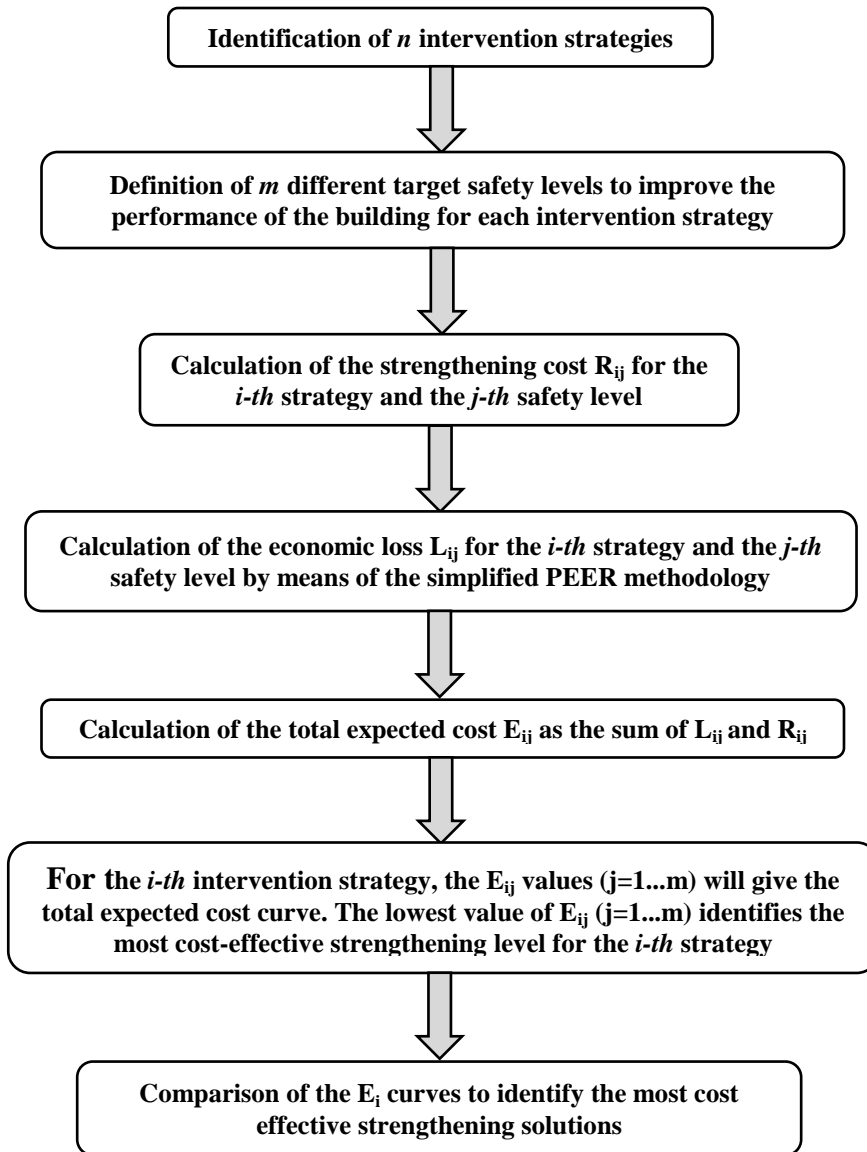 Identification of n intervention strategies
Definition of m different target safety levels to improve the
performance of the building for each intervention strategy
Calculation of the strengthening cost Rij for the
i-th strategy and the j-th safety level
Calculation of the economic loss Lij for the i-th strategy and the j-th
safety level by means of the simplified PEER methodology
Calculation of the total expected cost Eij as the sum of Lij and Rij
For the i-th intervention strategy, the Eij values (j=1...m) will give the
total expected cost curve. The lowest value of Eij (j=1...m) identifies the
most cost-effective strengthening level for the i-th strategy
Comparison of the Ei curves to identify the most cost
effective strengthening solutions